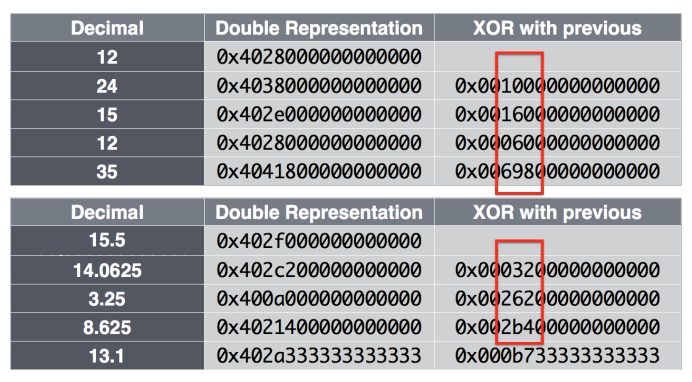 Decimal Double Representation XOR with previous
12 0x4028000000000000
24 0x4038000000000000 0x0010000000000000
15 0x402e000000000000 0x0016000000000000
12 0x4028000000000000 0x0006000000000000
35 0x4041800000000000 0x0069800000000000
Decimal Double Representation XOR with previous
15.5 0x402f000000000000
14.0625 0x402c200000000000 0x0003200000000000
3.25 0x400a000000000000 0x0026200000000000
8.625 0x4021400000000000 0x002b400000000000
13.1 0x402a333333333333 0x000b733333333333